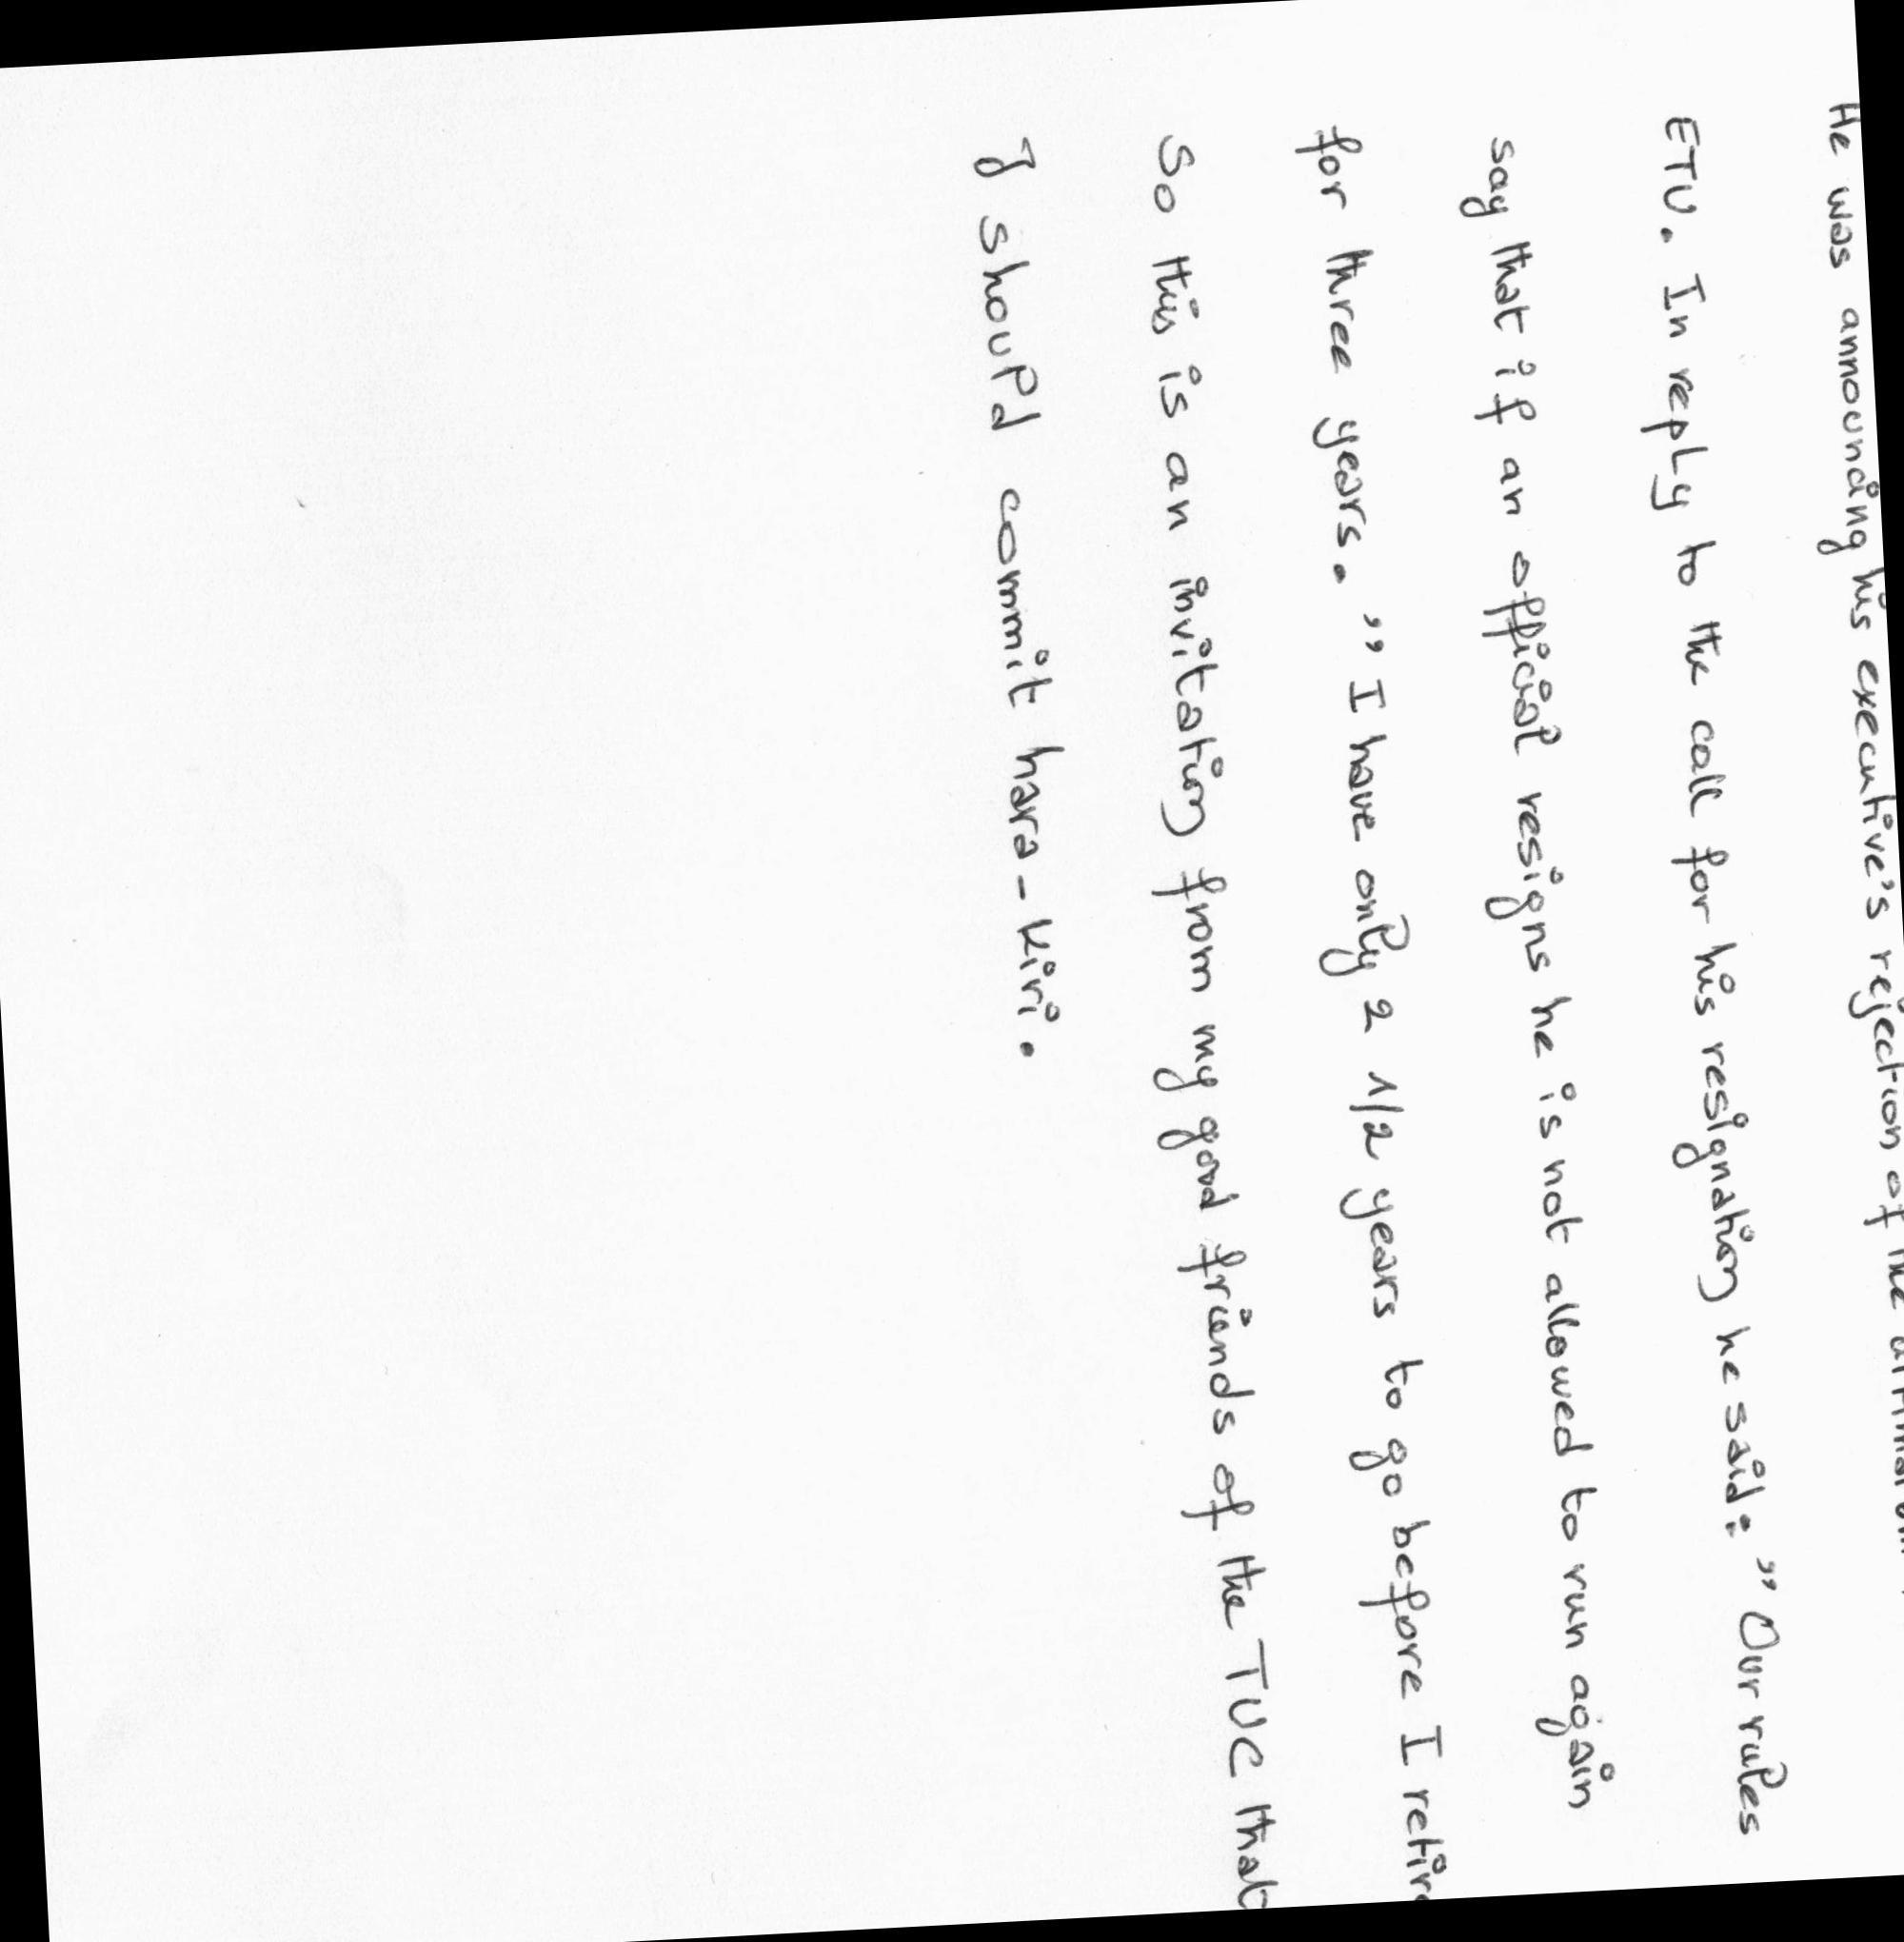 He was announcing his executive's rejection of the
ETU. In reply to the call for his resignation he said: "Our rules
say that if an official resigns he is not allowed to run again
for three years. "I have only 2 1/2 years to go before I retire
So this is an invitation from my good friends of the TUC that
I should commit hara-kiri.